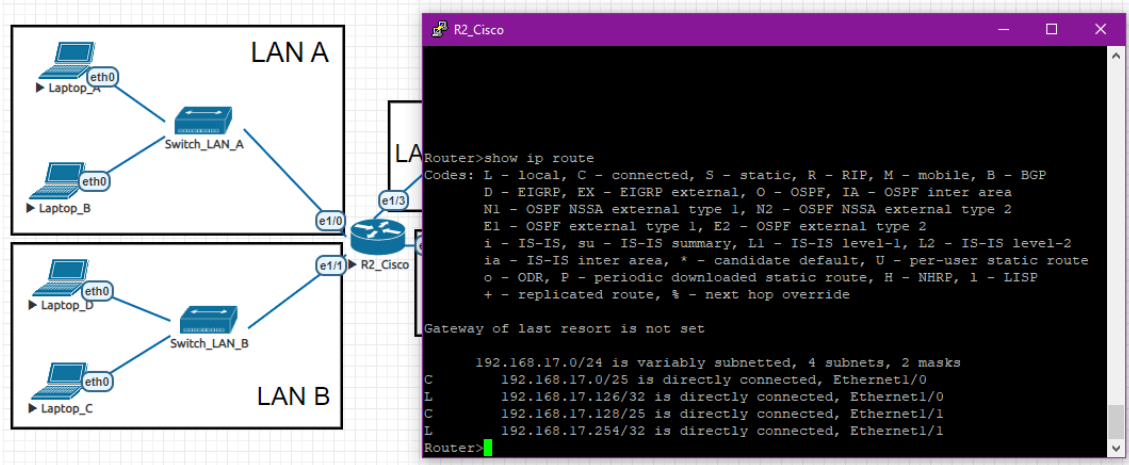 LAN A
eth0
Laptop_A
Switch_LAN_A
eth0
Laptop_B
e1/0
LA
e1/3
e1/1
R2_Cisco
eth0
Laptop_D
Switch_LAN_B
eth0
Laptop_C
LAN B
R2_Cisco
Router>show ip route
Codes: L - local, C - connected, S - static, R - RIP, M - mobile, B - BGP
D - EIGRP, EX - EIGRP external, O - OSPF, IA - OSPF inter area
N1 - OSPF NSSA external type 1, N2 - OSPF NSSA external type 2
E1 - OSPF external type 1, E2 - OSPF external type 2
i - IS-IS, su - IS-IS summary, L1 - IS-IS level-1, L2 - IS-IS level-2
ia - IS-IS inter area, * - candidate default, U - per-user static route
o - ODR, P - periodic downloaded static route, H - NHRP, l - LISP
+ - replicated route, % - next hop override
Gateway of last resort is not set
192.168.17.0/24 is variably subnetted, 4 subnets, 2 masks
C 192.168.17.0/25 is directly connected, Ethernet1/0
L 192.168.17.126/32 is directly connected, Ethernet1/0
C 192.168.17.128/25 is directly connected, Ethernet1/1
L 192.168.17.254/32 is directly connected, Ethernet1/1
Router>